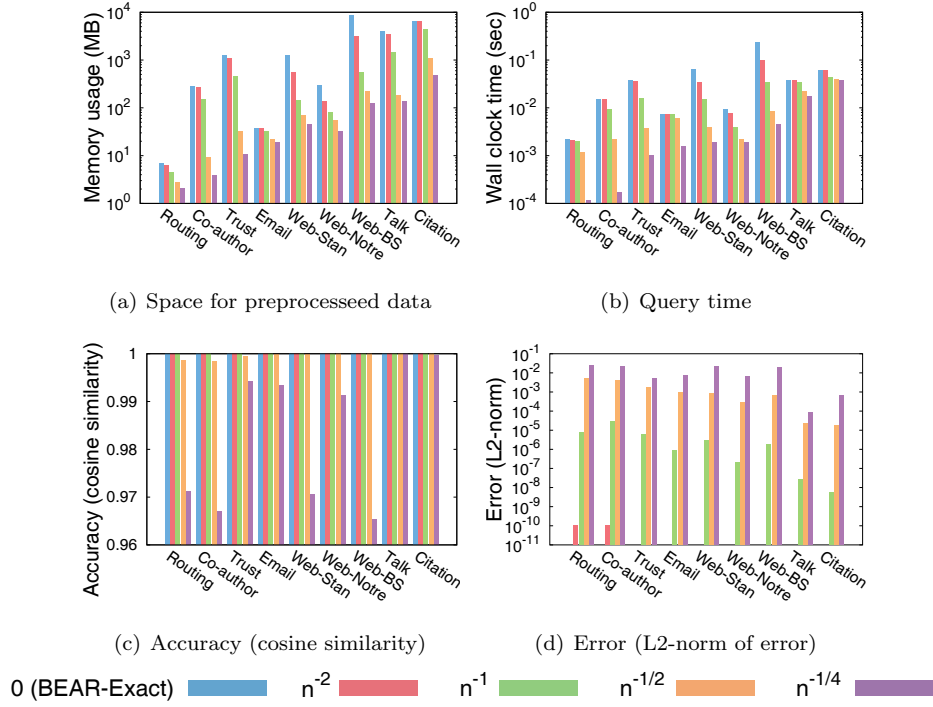 Memory usage (MB)
10^4
10^3
10^2
10^1
10^0
Routing
Co-author
Trust
Email
Web-Stan
Web-Notre
Web-BS
Talk
Citation
(a) Space for preprocesseed data
Wall clock time (sec)
10^0
10^-1
10^-2
10^-3
10^-4
Routing
Co-author
Trust
Email
Web-Stan
Web-Notre
Web-BS
Talk
Citation
(b) Query time
Accuracy (cosine similarity)
1
0.99
0.98
0.97
0.96
Routing
Co-author
Trust
Email
Web-Stan
Web-Notre
Web-BS
Talk
Citation
(c) Accuracy (cosine similarity)
Error (L2-norm)
10^-1
10^-2
10^-3
10^-4
10^-5
10^-6
10^-7
10^-8
10^-9
10^-10
10^-11
Routing
Co-author
Trust
Email
Web-Stan
Web-Notre
Web-BS
Talk
Citation
(d) Error (L2-norm of error)
0 (BEAR-Exact) n^-2 n^-1 n^-1/2 n^-1/4